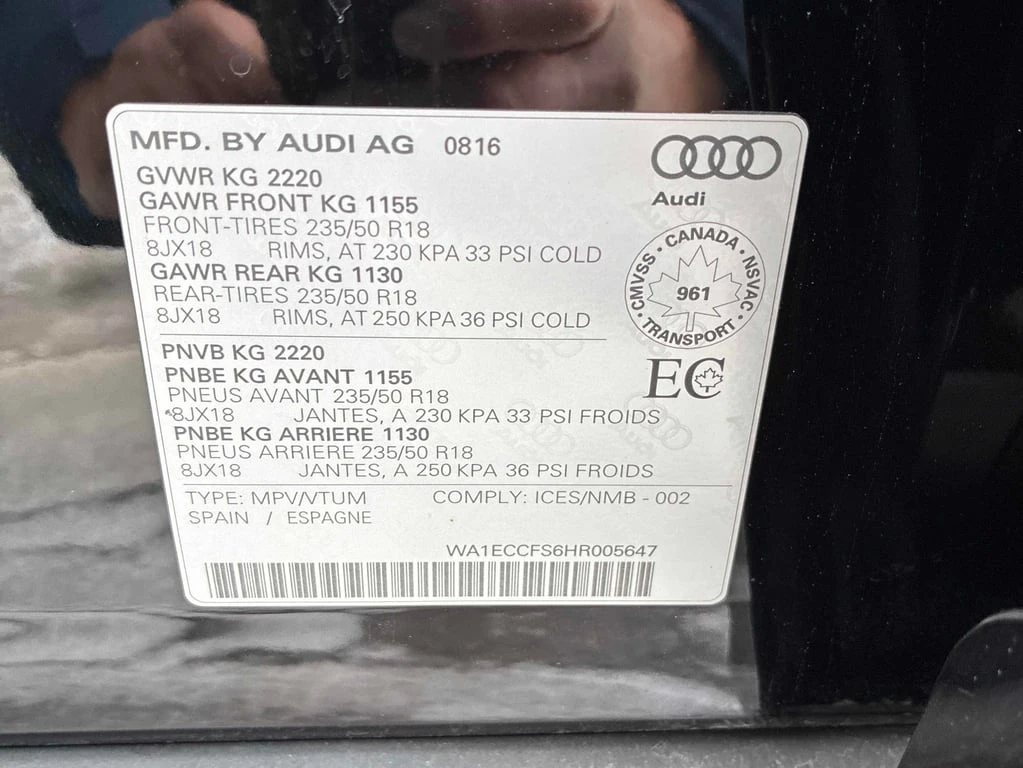 MFD. BY AUDI AG 0816
GVWR KG 2220
GAWR FRONT KG 1155
FRONT-TIRES 235/50 R18
8JX18 RIMS, AT 230 KPA 33 PSI COLD
GAWR REAR KG 1130
REAR-TIRES 235/50 R18
8JX18 RIMS, AT 250 KPA 36 PSI COLD
Audi
CANADA
CMVSS · NSVAC
961
TRANSPORT
PNVB KG 2220
PNBE KG AVANT 1155
PNEUS AVANT 235/50 R18
8JX18 JANTES, A 230 KPA 33 PSI FROIDS
PNBE KG ARRIERE 1130
PNEUS ARRIERE 235/50 R18
8JX18 JANTES, A 250 KPA 36 PSI FROIDS
EC
TYPE: MPV/VTUM COMPLY: ICES/NMB - 002
SPAIN / ESPAGNE
WA1ECCFS6HR005647